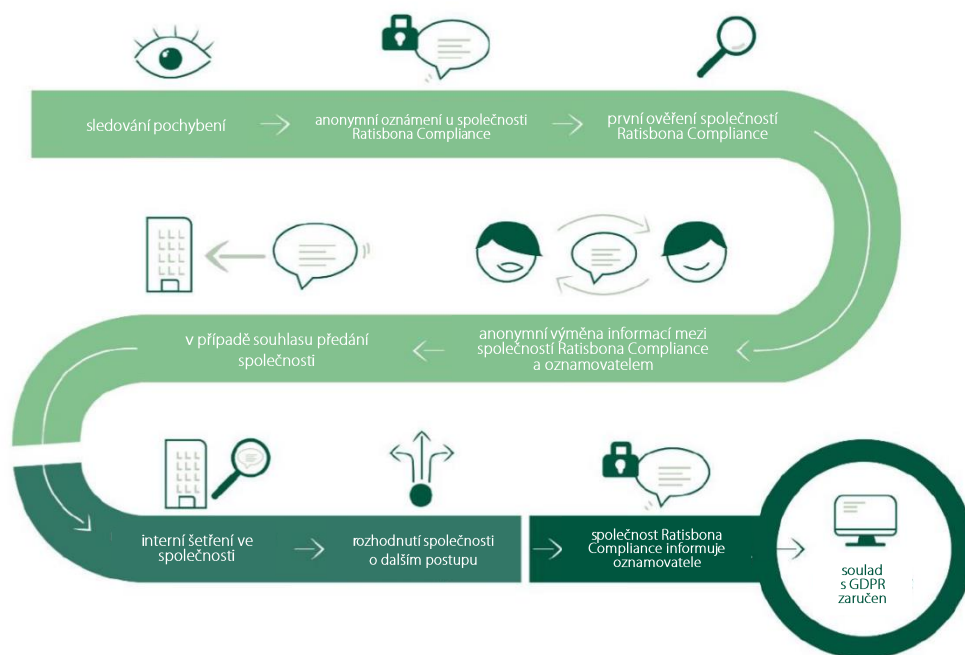 sledování pochybení
anonymní oznámení u společnosti
Ratisbona Compliance
první ověření společností
Ratisbona Compliance
anonymní výměna informací mezi
společností Ratisbona Compliance
a oznamovatelem
v případě souhlasu předání
společnosti
interní šetření ve
společnosti
rozhodnutí společnosti
o dalším postupu
společnost Ratisbona
Compliance informuje
oznamovatele
soulad
s GDPR
zaručen